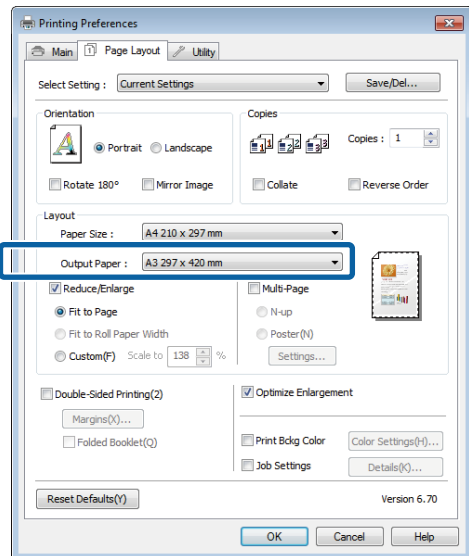 Printing Preferences
Main Page Layout Utility
Select Setting : Current Settings Save/Del...
Orientation
Portrait Landscape
Rotate 180° Mirror Image
Copies
Copies : 1
Collate Reverse Order
Layout
Paper Size : A4 210 x 297 mm
Output Paper : A3 297 x 420 mm
Reduce/Enlarge
Fit to Page
Fit to Roll Paper Width
Custom(F) Scale to 138 %
Multi-Page
N-up
Poster(N)
Settings...
Double-Sided Printing(2)
Margins(X)...
Folded Booklet(Q)
Optimize Enlargement
Print Bckg Color Color Settings(H)...
Job Settings Details(K)...
Reset Defaults(Y) Version 6.70
OK Cancel Help